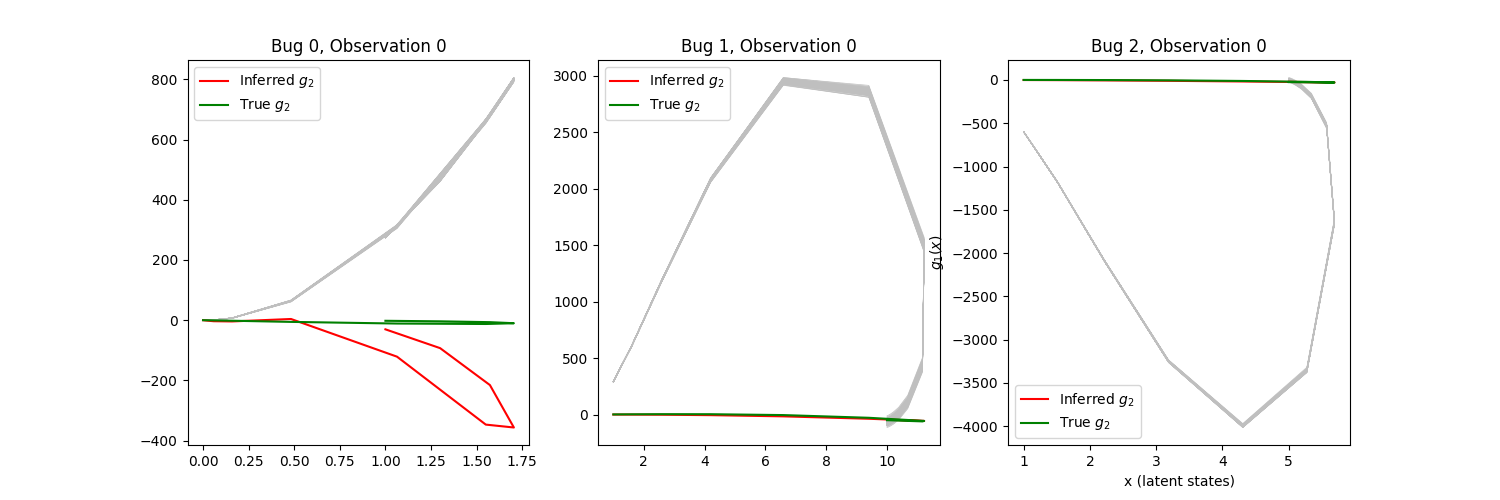 Bug 0, Observation 0
Inferred g₂
True g₂
800
600
400
200
0
−200
−400
0.00 0.25 0.50 0.75 1.00 1.25 1.50 1.75
Bug 1, Observation 0
Inferred g₂
True g₂
3000
2500
2000
1500
1000
500
0
2 4 6 8 10
Bug 2, Observation 0
g₁(x)
0
−500
−1000
−1500
−2000
−2500
−3000
−3500
−4000
Inferred g₂
True g₂
1 2 3 4 5
x (latent states)